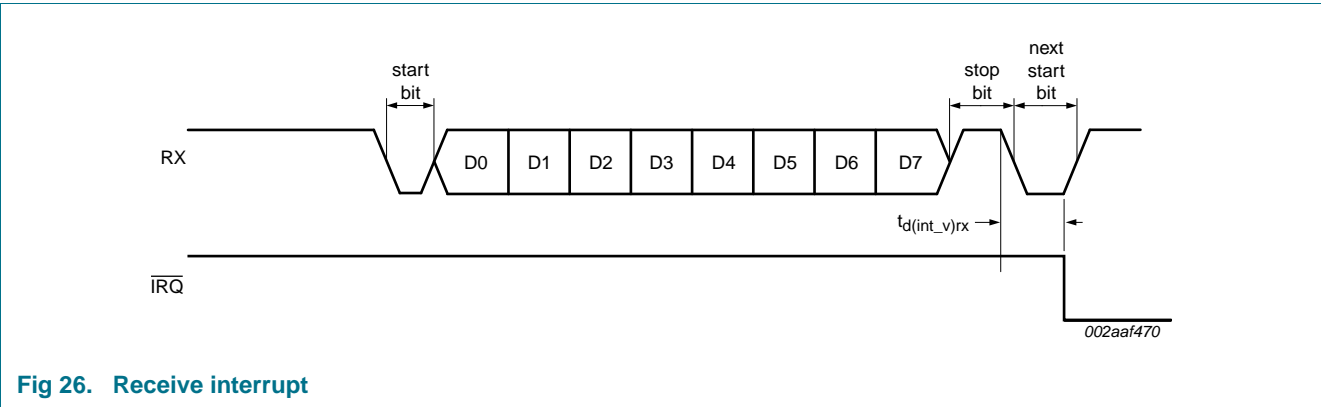 start
bit
stop
bit
next
start
bit
RX
D0 D1 D2 D3 D4 D5 D6 D7
td(int_v)rx
IRQ
002aaf470
Fig 26. Receive interrupt